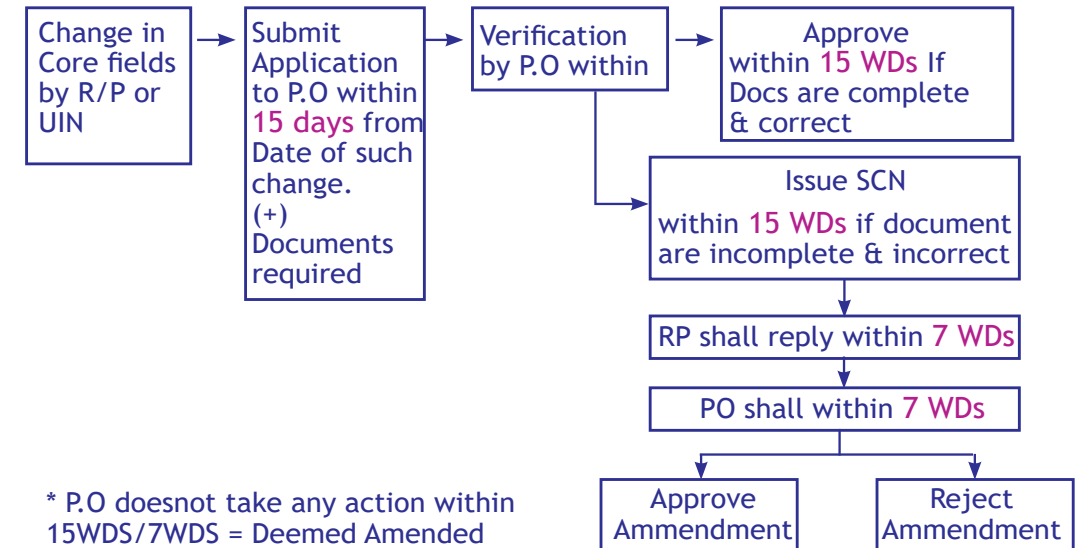 Change in
Core fields
by R/P or
UIN
Submit
Application
to P.O within
15 days from
Date of such
change.
(+)
Documents
required
Verification
by P.O within
Approve
within 15 WDs If
Docs are complete
& correct
Issue SCN
within 15 WDs if document
are incomplete & incorrect
RP shall reply within 7 WDs
PO shall within 7 WDs
Approve
Ammendment
Reject
Ammendment
* P.O doesnot take any action within
15WDS/7WDS = Deemed Amended